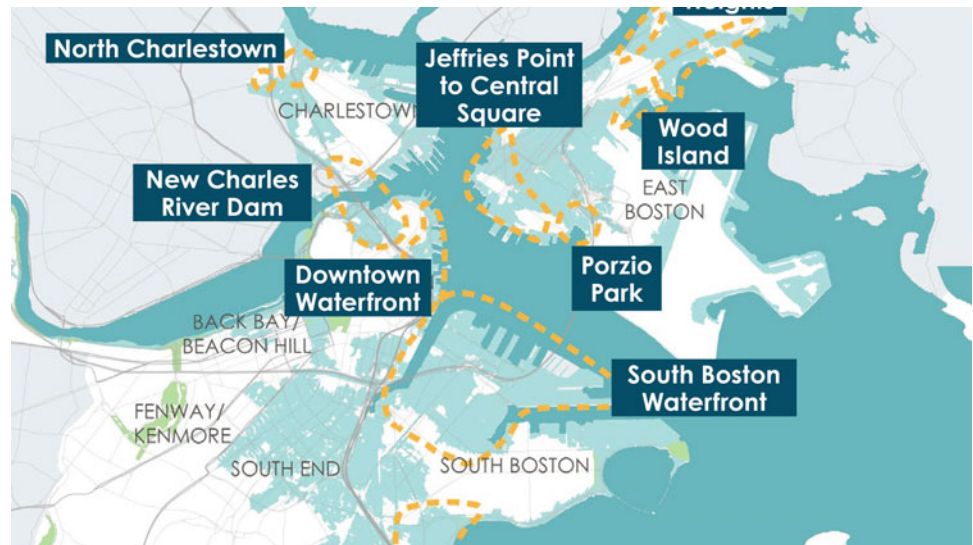 North Charlestown
CHARLESTOWN
Jeffries Point
to Central
Square
Wood
Island
New Charles
River Dam
EAST
BOSTON
Downtown
Waterfront
Porzio
Park
BACK BAY/
BEACON HILL
South Boston
Waterfront
FENWAY/
KENMORE
SOUTH END
SOUTH BOSTON